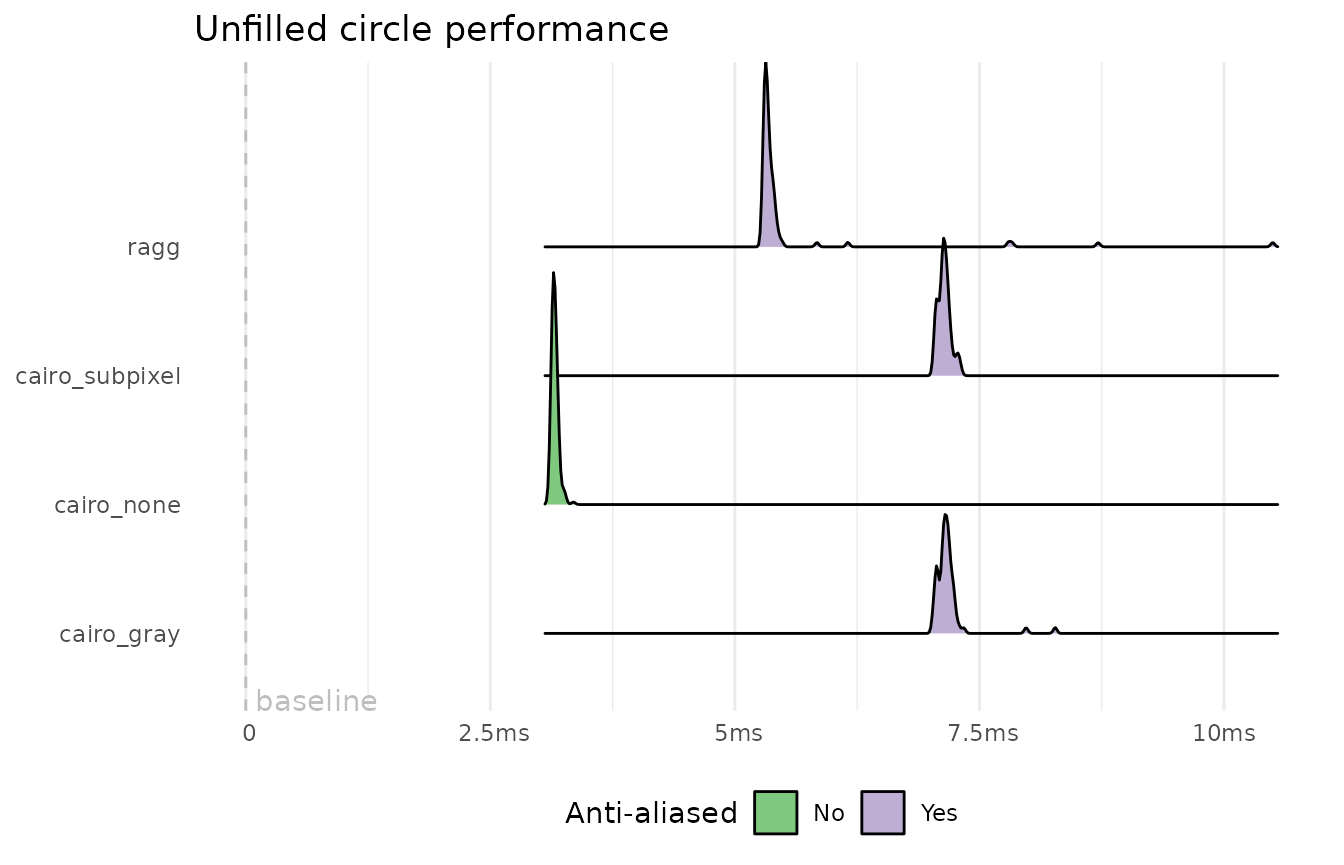 Unfilled circle performance
ragg
cairo_subpixel
cairo_none
cairo_gray
baseline
0 2.5ms 5ms 7.5ms 10ms
Anti-aliased No Yes